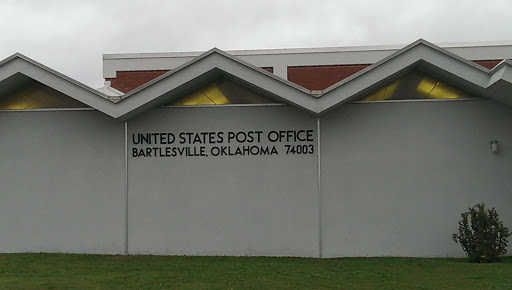 UNITED STATES POST OFFICE
BARTLESVILLE, OKLAHOMA 74003